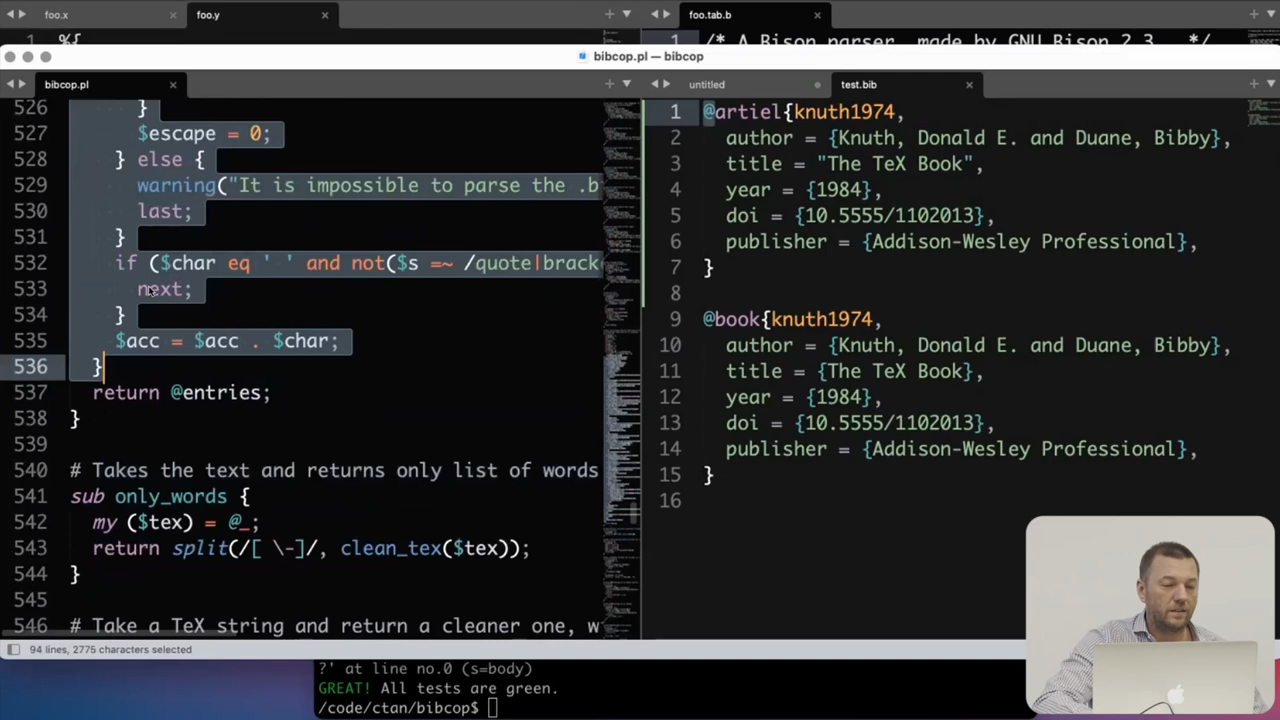 foo.x
foo.y
foo.tab.b
1 %{
1 /* A Bison parser, made by GNU Bison 2.3. */
bibcop.pl — bibcop.pl
bibcop.pl
526 }
527 $escape = 0;
528 } else {
529 warning("It is impossible to parse the .b
530 last;
531 }
532 if ($char eq ' ' and not($s =~ /quote|brack
533 next;
534 }
535 $acc = $acc . $char;
536 }
537 return @entries;
538 }
539
540 # Takes the text and returns only list of words
541 sub only_words {
542 my ($tex) = @_;
543 return split(/[ \-]/, clean_tex($tex));
544 }
545
546 # Take a TeX string and return a cleaner one, w
untitled
test.bib
1 @artiel{knuth1974,
2 author = {Knuth, Donald E. and Duane, Bibby},
3 title = "The TeX Book",
4 year = {1984},
5 doi = {10.5555/1102013},
6 publisher = {Addison-Wesley Professional},
7 }
8
9 @book{knuth1974,
10 author = {Knuth, Donald E. and Duane, Bibby},
11 title = {The TeX Book},
12 year = {1984},
13 doi = {10.5555/1102013},
14 publisher = {Addison-Wesley Professional},
15 }
16
94 lines, 2775 characters selected
?' at line no.0 (s=body)
GREAT! All tests are green.
/code/ctan/bibcop$